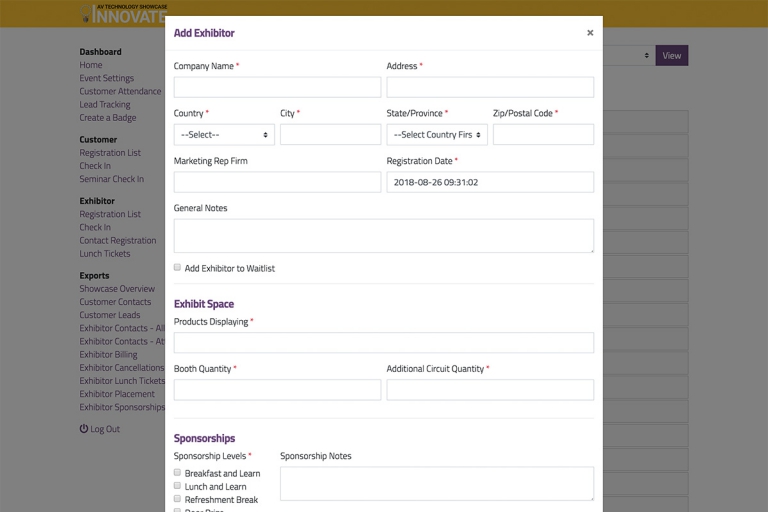 AV TECHNOLOGY SHOWCASE
INNOVATE
Dashboard
Home
Event Settings
Customer Attendance
Lead Tracking
Create a Badge
Customer
Registration List
Check In
Seminar Check In
Exhibitor
Registration List
Check In
Contact Registration
Lunch Tickets
Exports
Showcase Overview
Customer Contacts
Customer Leads
Exhibitor Contacts - All
Exhibitor Contacts - At
Exhibitor Billing
Exhibitor Cancellations
Exhibitor Lunch Tickets
Exhibitor Placement
Exhibitor Sponsorships
Log Out
View
Add Exhibitor ×
Company Name * Address *
Country * City * State/Province * Zip/Postal Code *
--Select-- --Select Country Firs
Marketing Rep Firm Registration Date *
2018-08-26 09:31:02
General Notes
Add Exhibitor to Waitlist
Exhibit Space
Products Displaying *
Booth Quantity * Additional Circuit Quantity *
Sponsorships
Sponsorship Levels * Sponsorship Notes
Breakfast and Learn
Lunch and Learn
Refreshment Break